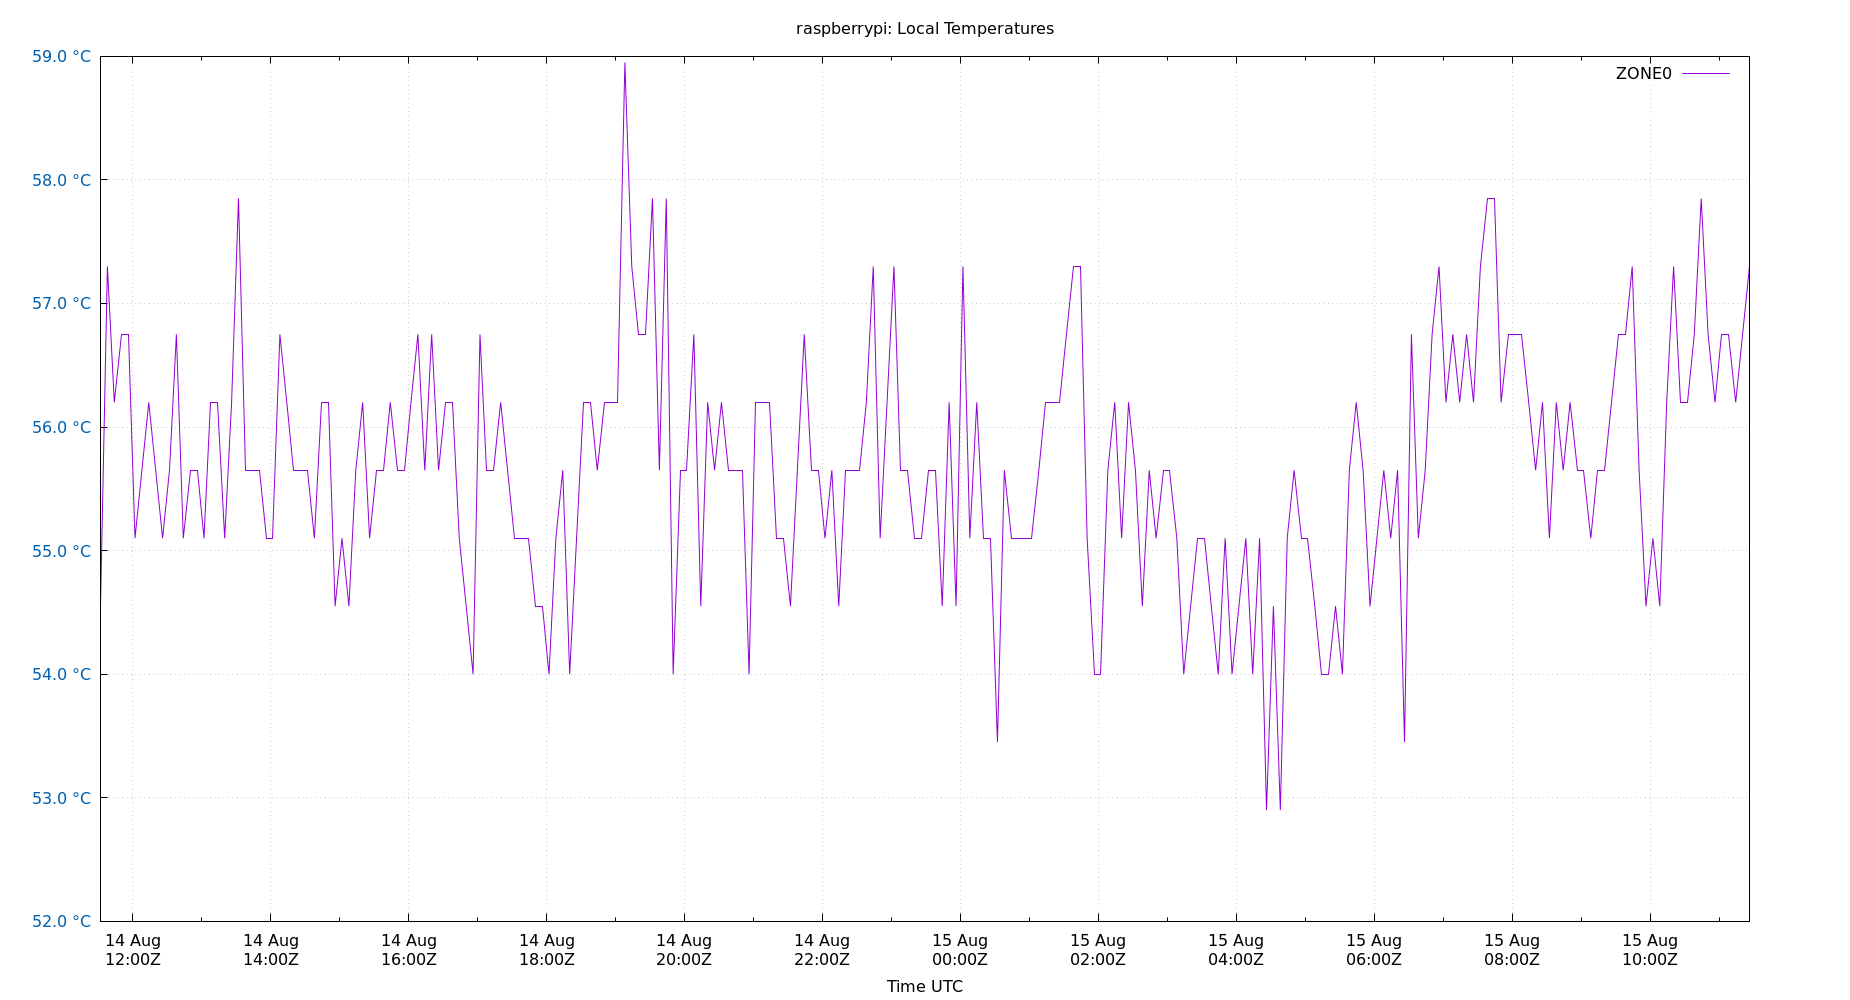 raspberrypi: Local Temperatures
59.0 °C
58.0 °C
57.0 °C
56.0 °C
55.0 °C
54.0 °C
53.0 °C
52.0 °C
ZONE0
14 Aug
12:00Z
14 Aug
14:00Z
14 Aug
16:00Z
14 Aug
18:00Z
14 Aug
20:00Z
14 Aug
22:00Z
15 Aug
00:00Z
15 Aug
02:00Z
15 Aug
04:00Z
15 Aug
06:00Z
15 Aug
08:00Z
15 Aug
10:00Z
Time UTC